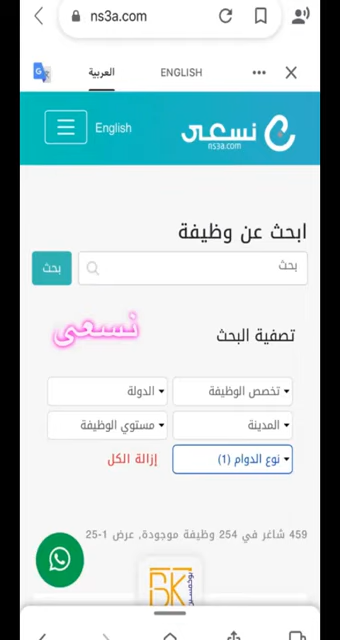 ns3a.com
العربية
ENGLISH
English
نسعى
ns3a.com
ابحث عن وظيفة
بحث
بحث
نسعى
تصفية البحث
تخصص الوظيفة
الدولة
المدينة
مستوي الوظيفة
نوع الدوام (1)
إزالة الكل
459 شاغر في 254 وظيفة موجودة, عرض 1-25
BK